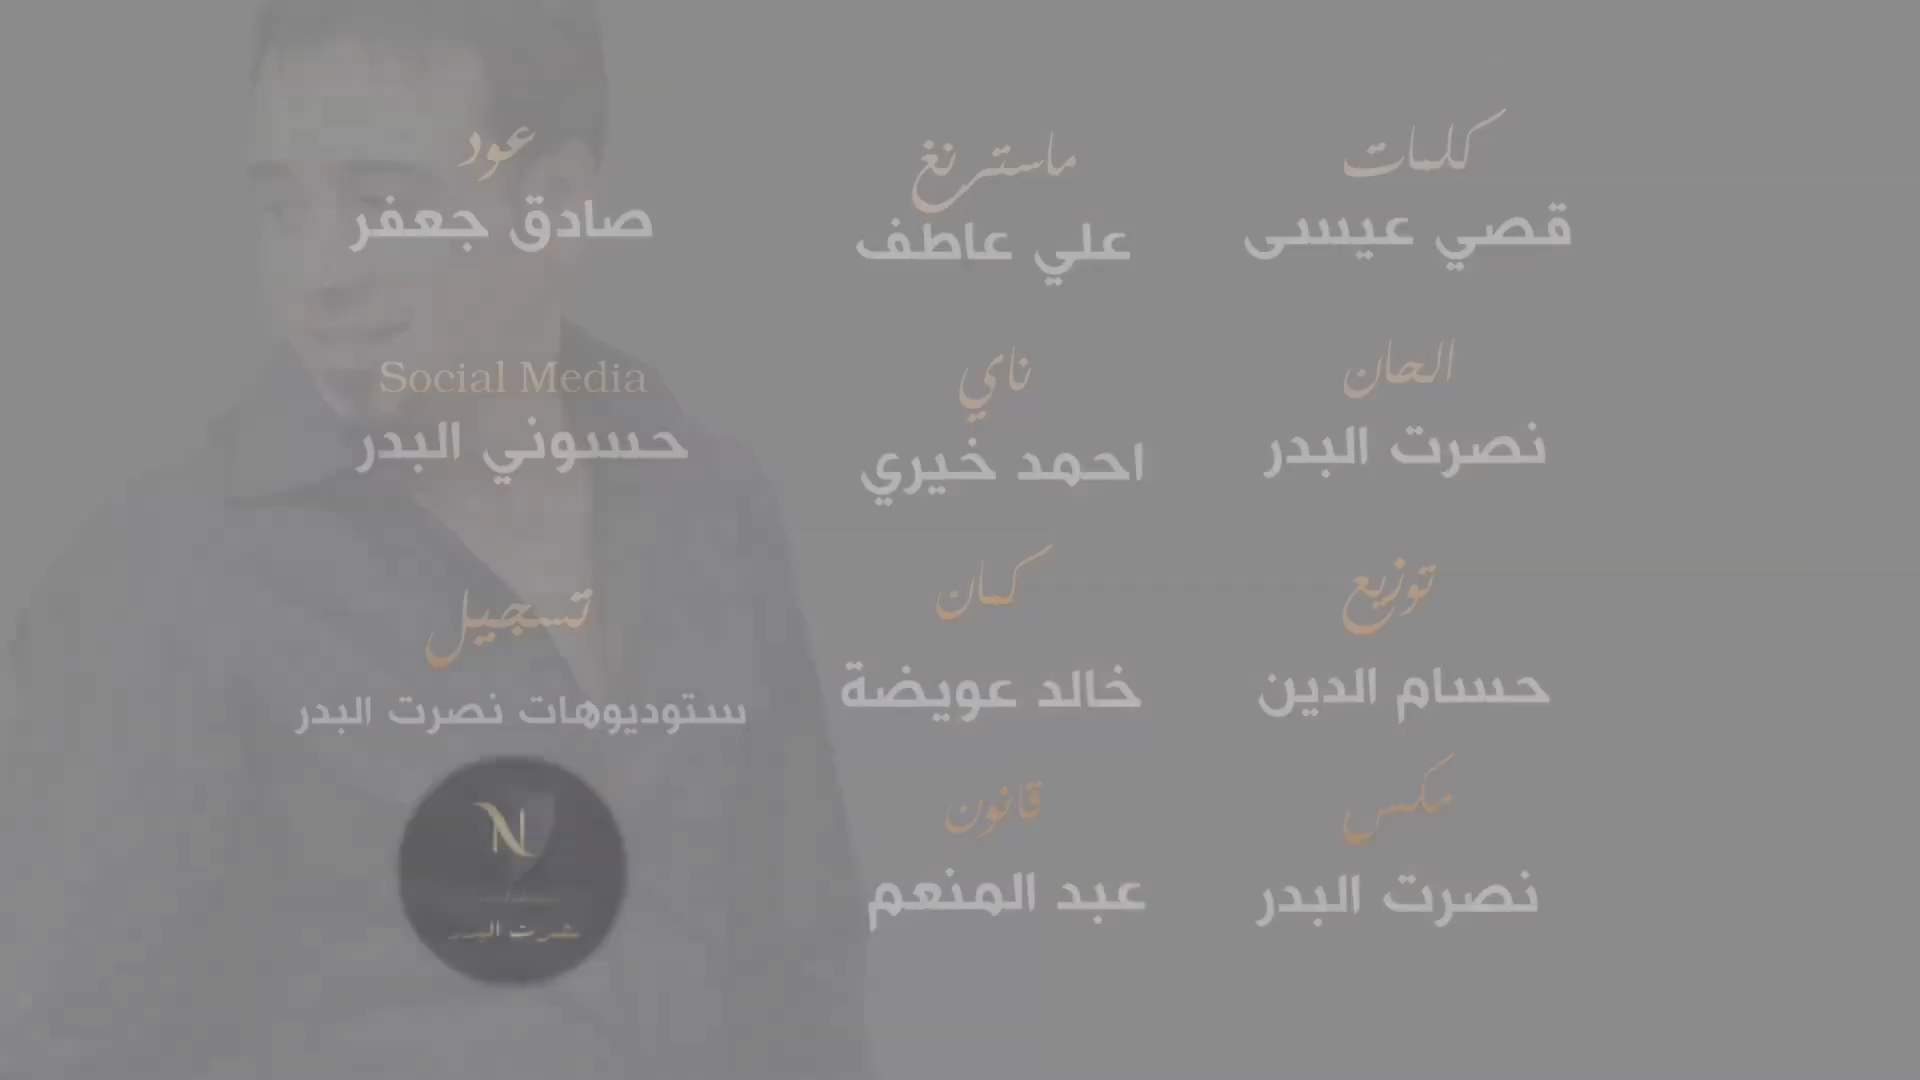 كلمات
قصي عيسى
الحان
نصرت البدر
توزيع
حسام الدين
مكس
نصرت البدر
ماسترنغ
علي عاطف
ناي
احمد خيري
كمان
خالد عويضة
قانون
عبد المنعم
عود
صادق جعفر
Social Media
حسوني البدر
تسجيل
ستوديوهات نصرت البدر
N
نصرت البدر